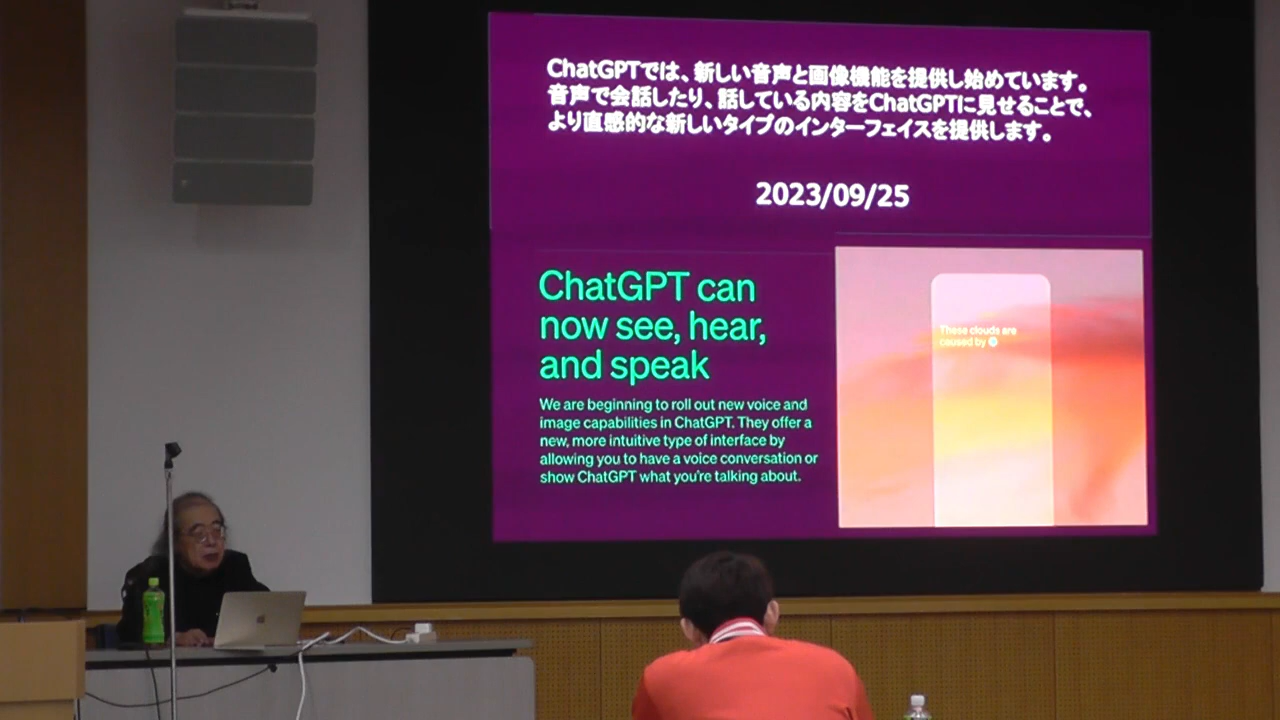 ChatGPTでは、新しい音声と画像機能を提供し始めています。
音声で会話したり、話している内容をChatGPTに見せることで、
より直感的な新しいタイプのインターフェイスを提供します。
2023/09/25
ChatGPT can
now see, hear,
and speak
We are beginning to roll out new voice and
image capabilities in ChatGPT. They offer a
new, more intuitive type of interface by
allowing you to have a voice conversation or
show ChatGPT what you're talking about.
These clouds are
caused by